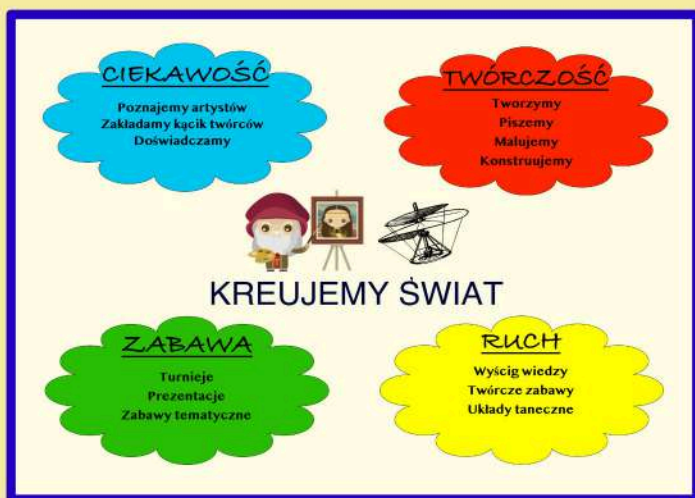 CIEKAWOŚĆ
Poznajemy artystów
Zakładamy kącik twórców
Doświadczamy
TWÓRCZOŚĆ
Tworzymy
Piszemy
Malujemy
Konstruujemy
KREUJEMY ŚWIAT
ZABAWA
Turnieje
Prezentacje
Zabawy tematyczne
RUCH
Wyścig wiedzy
Twórcze zabawy
Układy taneczne